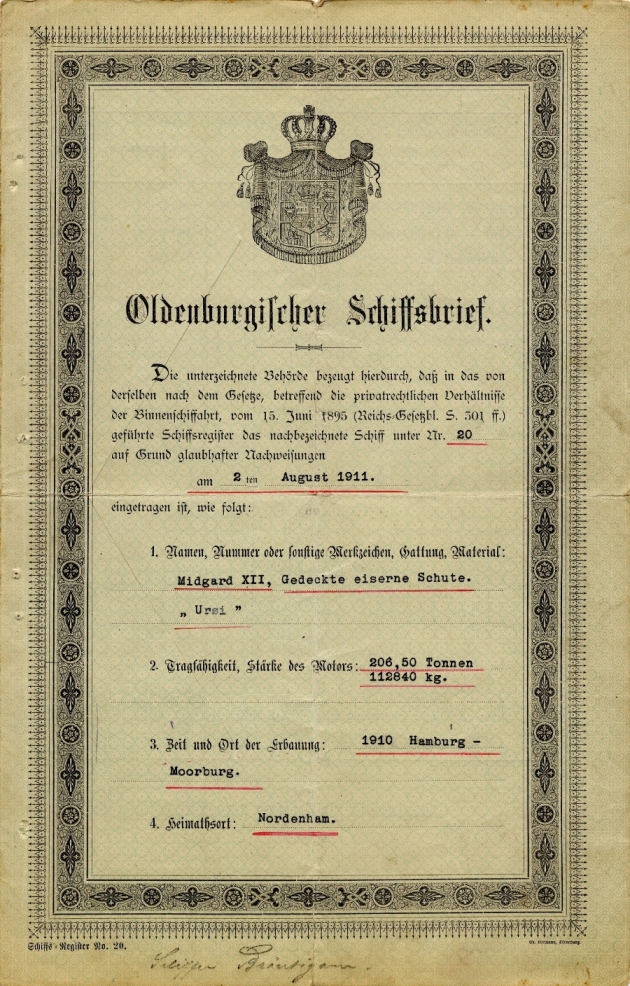 Oldenburgischer Schiffsbrief.
Die unterzeichnete Behörde bezeugt hierdurch, daß in das von
derselben nach dem Gesetze, betreffend die privatrechtlichen Verhältnisse
der Binnenschiffahrt, vom 15. Juni 1895 (Reichs-Gesetzbl. S. 301 ff.)
geführte Schiffsregister das nachbezeichnete Schiff unter Nr. 20
auf Grund glaubhafter Nachweisungen
am 2 ten August 1911.
eingetragen ist, wie folgt:
1. Namen, Nummer oder sonstige Merkzeichen, Gattung, Material:
Midgard XII, Gedeckte eiserne Schute.
„ Ursi ”
2. Tragfähigkeit, Stärke des Motors: 206,50 Tonnen
112840 kg.
3. Zeit und Ort der Erbauung: 1910 Hamburg -
Moorburg.
4. Heimathsort: Nordenham.
Schiffs-Register No. 20.